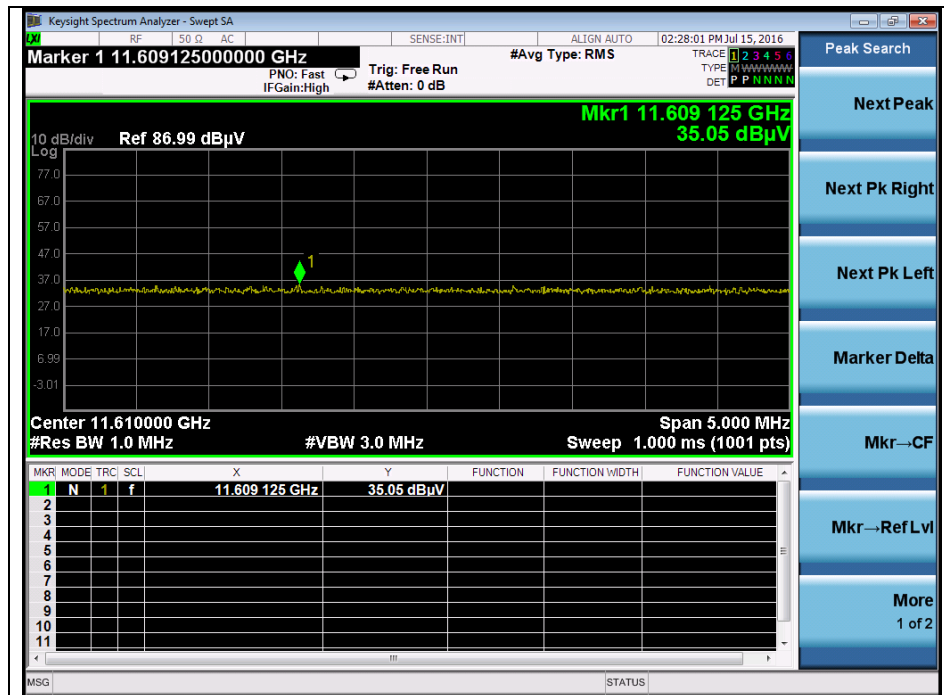 Keysight Spectrum Analyzer - Swept SA
LXI RF 50 Ω AC SENSE:INT ALIGN AUTO 02:28:01 PM Jul 15, 2016
Marker 1 11.609125000000 GHz
PNO: Fast
IFGain:High
Trig: Free Run
#Atten: 0 dB
#Avg Type: RMS
TRACE 1 2 3 4 5 6
TYPE M W W W W W
DET P P N N N N
Mkr1 11.609 125 GHz
35.05 dBµV
10 dB/div Ref 86.99 dBµV
Log
77.0
67.0
57.0
47.0
1
37.0
27.0
17.0
6.99
-3.01
Center 11.610000 GHz Span 5.000 MHz
#Res BW 1.0 MHz #VBW 3.0 MHz Sweep 1.000 ms (1001 pts)
MKR MODE TRC SCL X Y FUNCTION FUNCTION WIDTH FUNCTION VALUE
1 N 1 f 11.609 125 GHz 35.05 dBµV
2
3
4
5
6
7
8
9
10
11
MSG STATUS
Peak Search
Next Peak
Next Pk Right
Next Pk Left
Marker Delta
Mkr→CF
Mkr→Ref Lvl
More
1 of 2